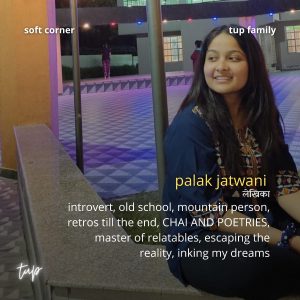 soft corner
tup family
palak jatwani
लेखिका
introvert, old school, mountain person,
retros till the end, CHAI AND POETRIES,
master of relatables, escaping the
reality, inking my dreams
tup